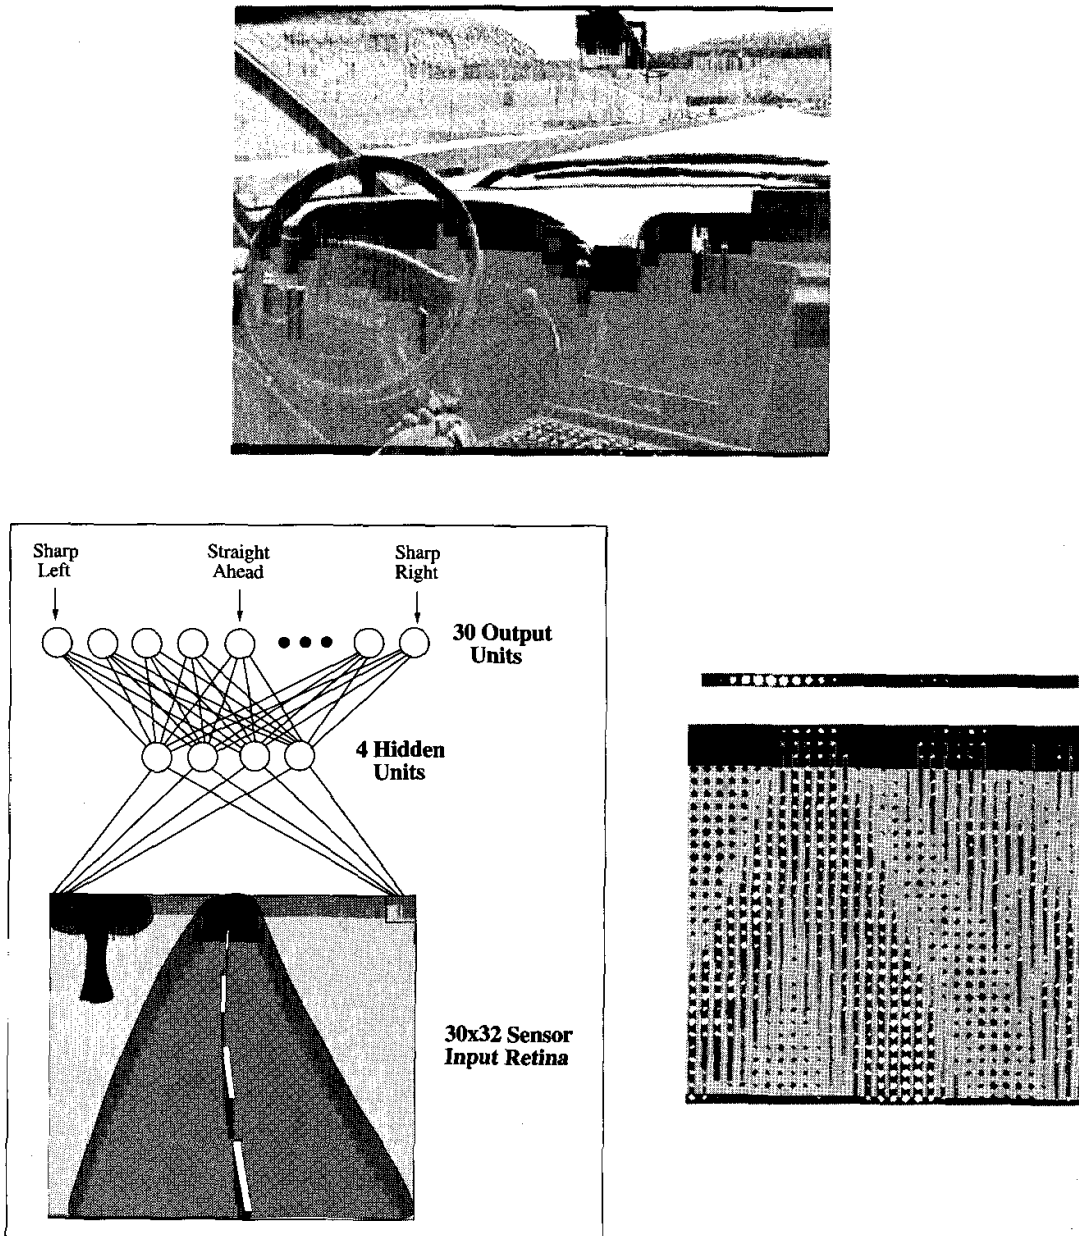 Sharp
Left
Straight
Ahead
Sharp
Right
30 Output
Units
4 Hidden
Units
30x32 Sensor
Input Retina